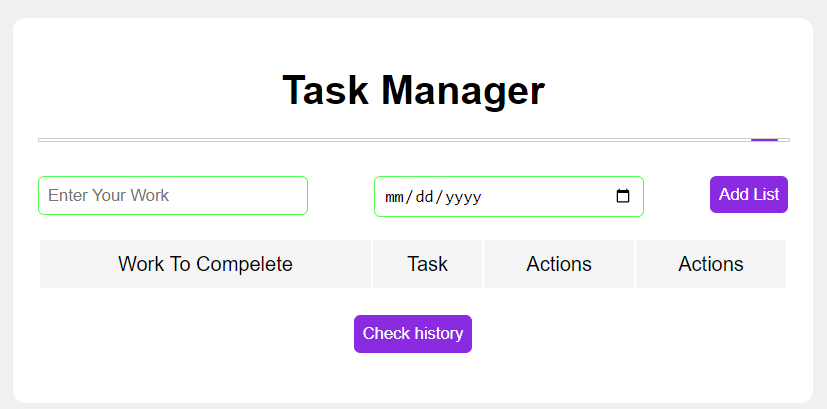 Task Manager
Enter Your Work mm/dd/yyyy Add List
Work To Compelete Task Actions Actions
Check history